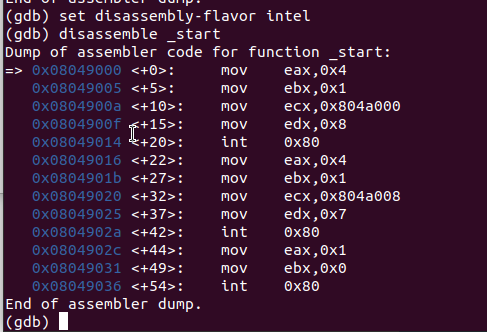 End of assembler dump.
(gdb) set disassembly-flavor intel
(gdb) disassemble _start
Dump of assembler code for function _start:
=> 0x08049000 <+0>:     mov    eax,0x4
   0x08049005 <+5>:     mov    ebx,0x1
   0x0804900a <+10>:    mov    ecx,0x804a000
   0x0804900f <+15>:    mov    edx,0x8
   0x08049014 <+20>:    int    0x80
   0x08049016 <+22>:    mov    eax,0x4
   0x0804901b <+27>:    mov    ebx,0x1
   0x08049020 <+32>:    mov    ecx,0x804a008
   0x08049025 <+37>:    mov    edx,0x7
   0x0804902a <+42>:    int    0x80
   0x0804902c <+44>:    mov    eax,0x1
   0x08049031 <+49>:    mov    ebx,0x0
   0x08049036 <+54>:    int    0x80
End of assembler dump.
(gdb)